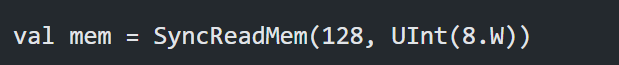 val mem = SyncReadMem(128, UInt(8.W))